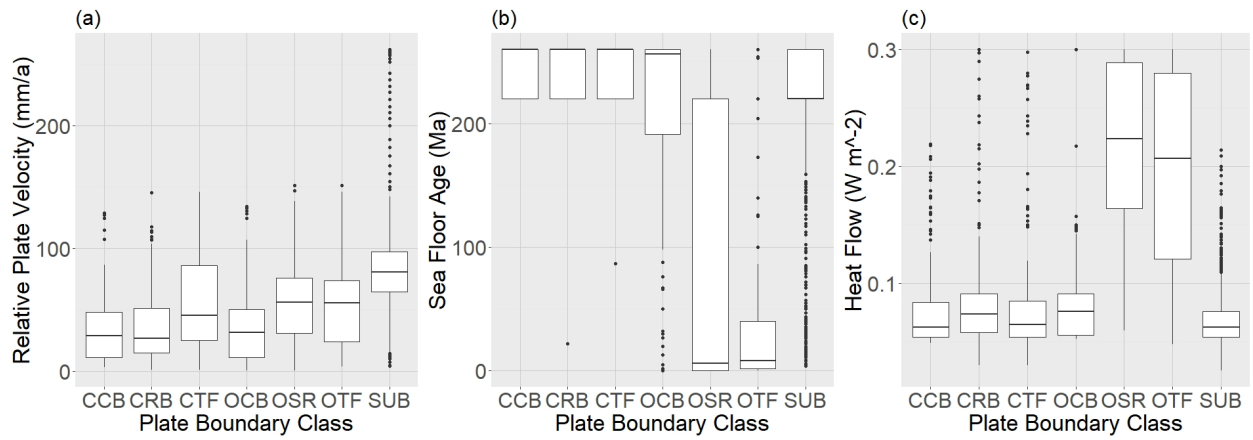 (a)
Relative Plate Velocity (mm/a)
200
100
0
CCB CRB CTF OCB OSR OTF SUB
Plate Boundary Class
(b)
Sea Floor Age (Ma)
200
100
0
CCB CRB CTF OCB OSR OTF SUB
Plate Boundary Class
(c)
Heat Flow (W m^-2)
0.3
0.2
0.1
CCB CRB CTF OCB OSR OTF SUB
Plate Boundary Class